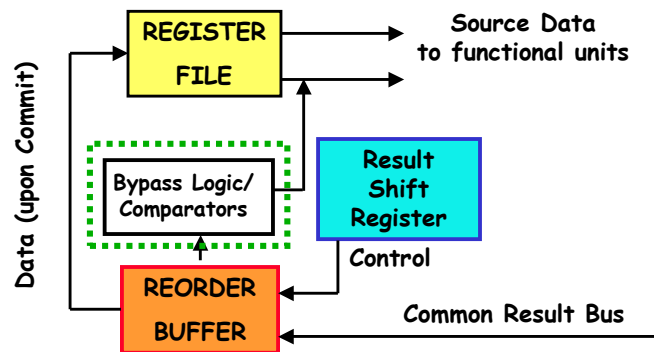 REGISTER
FILE
Source Data
to functional units
Data (upon Commit)
Bypass Logic/
Comparators
Result
Shift
Register
Control
REORDER
BUFFER
Common Result Bus